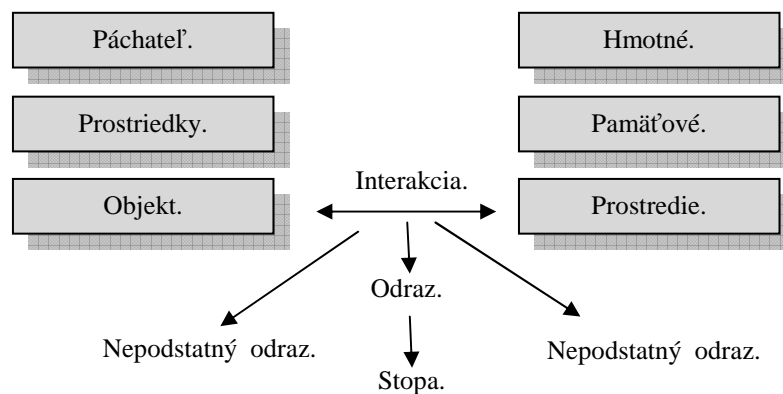 Páchateľ.
Hmotné.
Prostriedky.
Pamäťové.
Interakcia.
Objekt.
Prostredie.
Odraz.
Nepodstatný odraz.
Nepodstatný odraz.
Stopa.